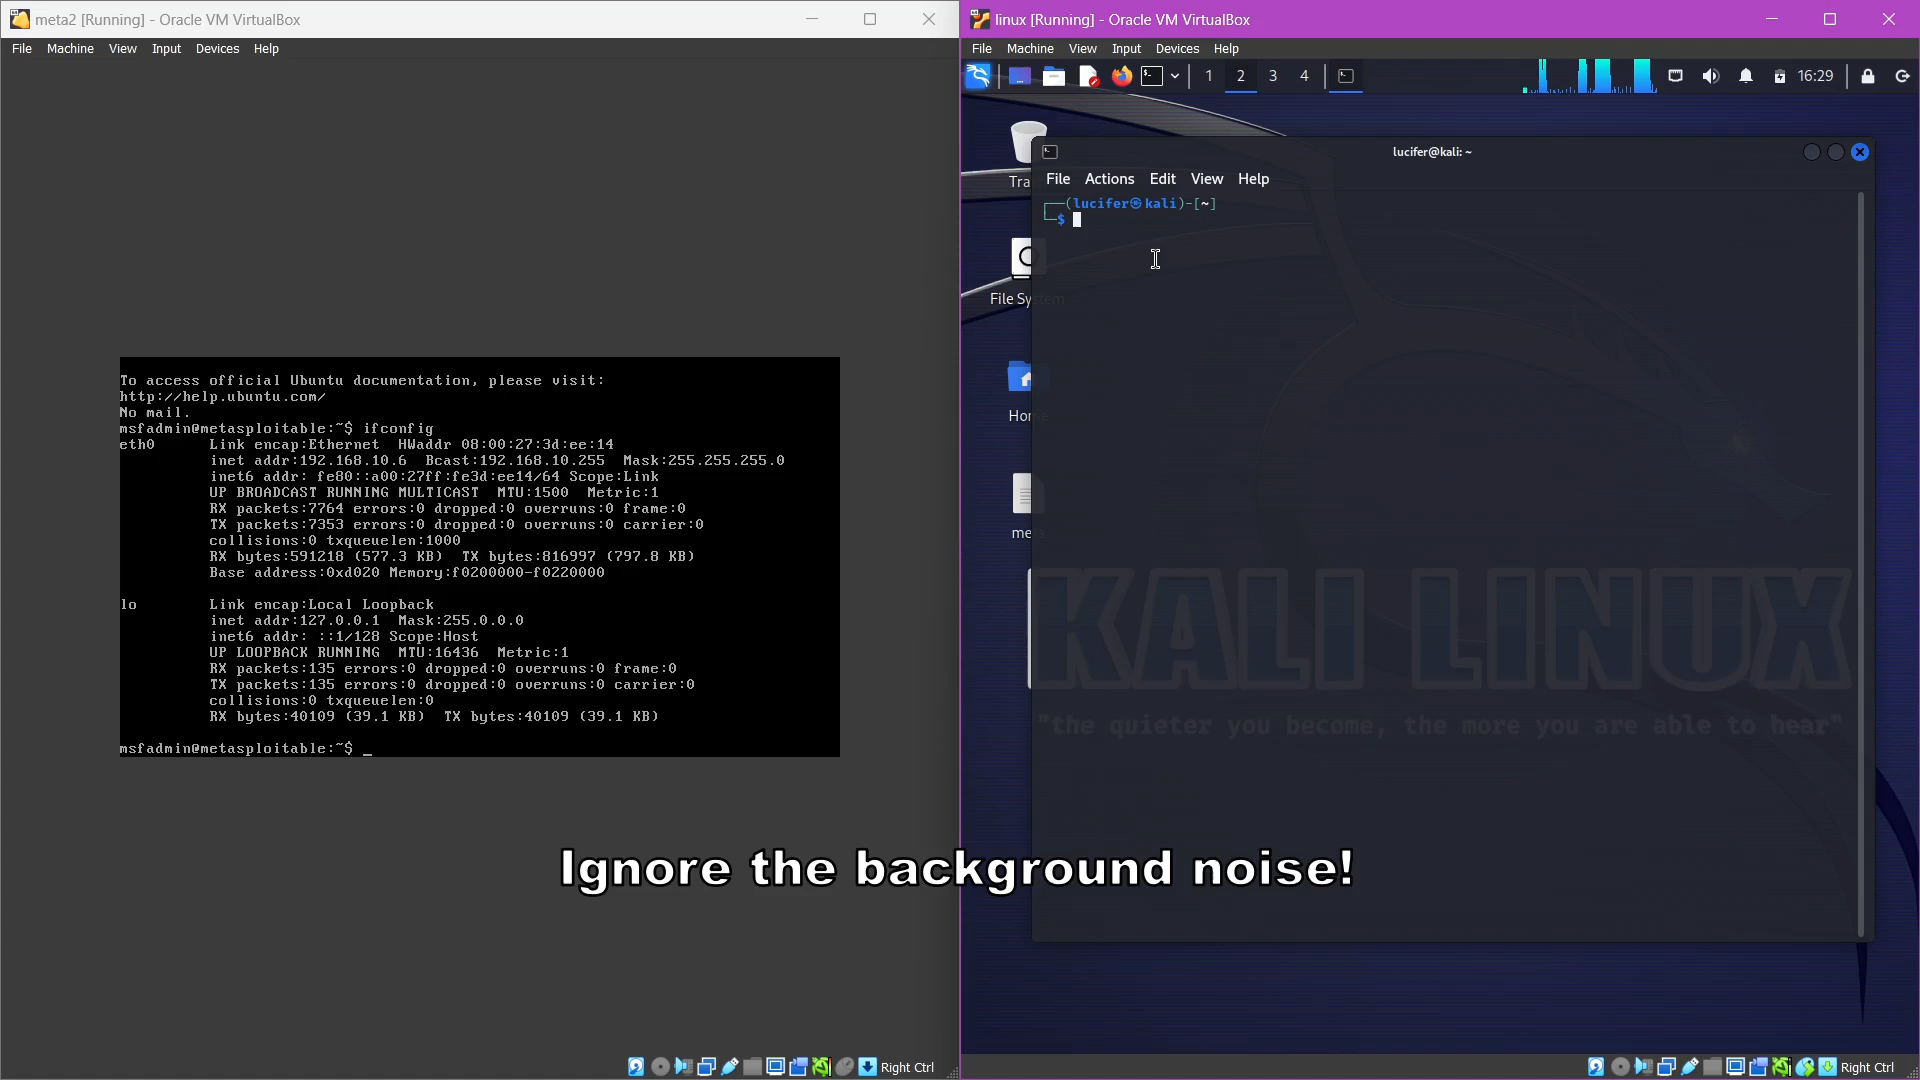 meta2 [Running] - Oracle VM VirtualBox
File Machine View Input Devices Help
To access official Ubuntu documentation, please visit:
http://help.ubuntu.com/
No mail.
msfadmin@metasploitable:~$ ifconfig
eth0 Link encap:Ethernet HWaddr 08:00:27:3d:ee:14
inet addr:192.168.10.6 Bcast:192.168.10.255 Mask:255.255.255.0
inet6 addr: fe80::a00:27ff:fe3d:ee14/64 Scope:Link
UP BROADCAST RUNNING MULTICAST MTU:1500 Metric:1
RX packets:7764 errors:0 dropped:0 overruns:0 frame:0
TX packets:7353 errors:0 dropped:0 overruns:0 carrier:0
collisions:0 txqueuelen:1000
RX bytes:591218 (577.3 KB) TX bytes:816997 (797.8 KB)
Base address:0xd020 Memory:f0200000-f0220000
lo Link encap:Local Loopback
inet addr:127.0.0.1 Mask:255.0.0.0
inet6 addr: ::1/128 Scope:Host
UP LOOPBACK RUNNING MTU:16436 Metric:1
RX packets:135 errors:0 dropped:0 overruns:0 frame:0
TX packets:135 errors:0 dropped:0 overruns:0 carrier:0
collisions:0 txqueuelen:0
RX bytes:40109 (39.1 KB) TX bytes:40109 (39.1 KB)
msfadmin@metasploitable:~$ _
Right Ctrl
linux [Running] - Oracle VM VirtualBox
File Machine View Input Devices Help
1 2 3 4 16:29
lucifer@kali: ~
File Actions Edit View Help
(lucifer㉿kali)-[~]
$
Tra
File System
Hom
me
KALI LINUX
"the quieter you become, the more you are able to hear"
Ignore the background noise!
Right Ctrl